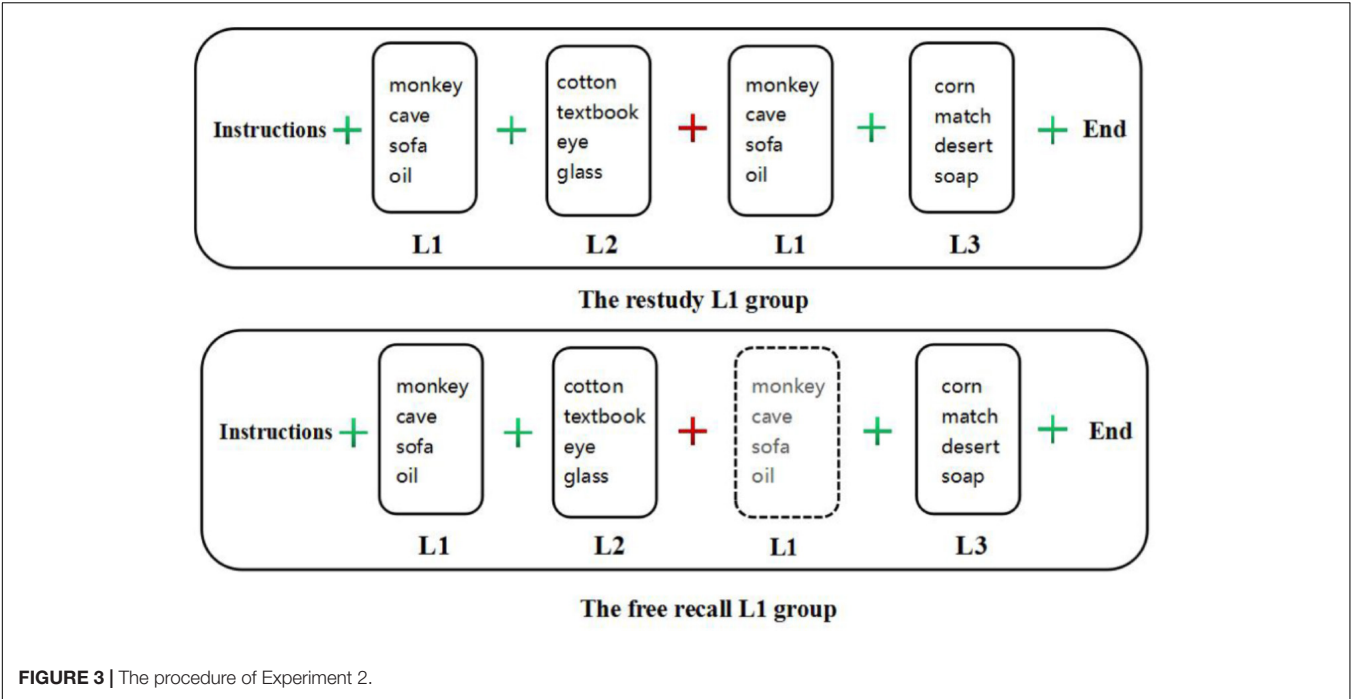 monkey
cave
sofa
oil
cotton
textbook
eye
glass
monkey
cave
sofa
oil
corn
match
desert
soap
Instructions + + + + + End
L1 L2 L1 L3
The restudy L1 group
monkey
cave
sofa
oil
cotton
textbook
eye
glass
monkey
cave
sofa
oil
corn
match
desert
soap
Instructions + + + + + End
L1 L2 L1 L3
The free recall L1 group
FIGURE 3 | The procedure of Experiment 2.